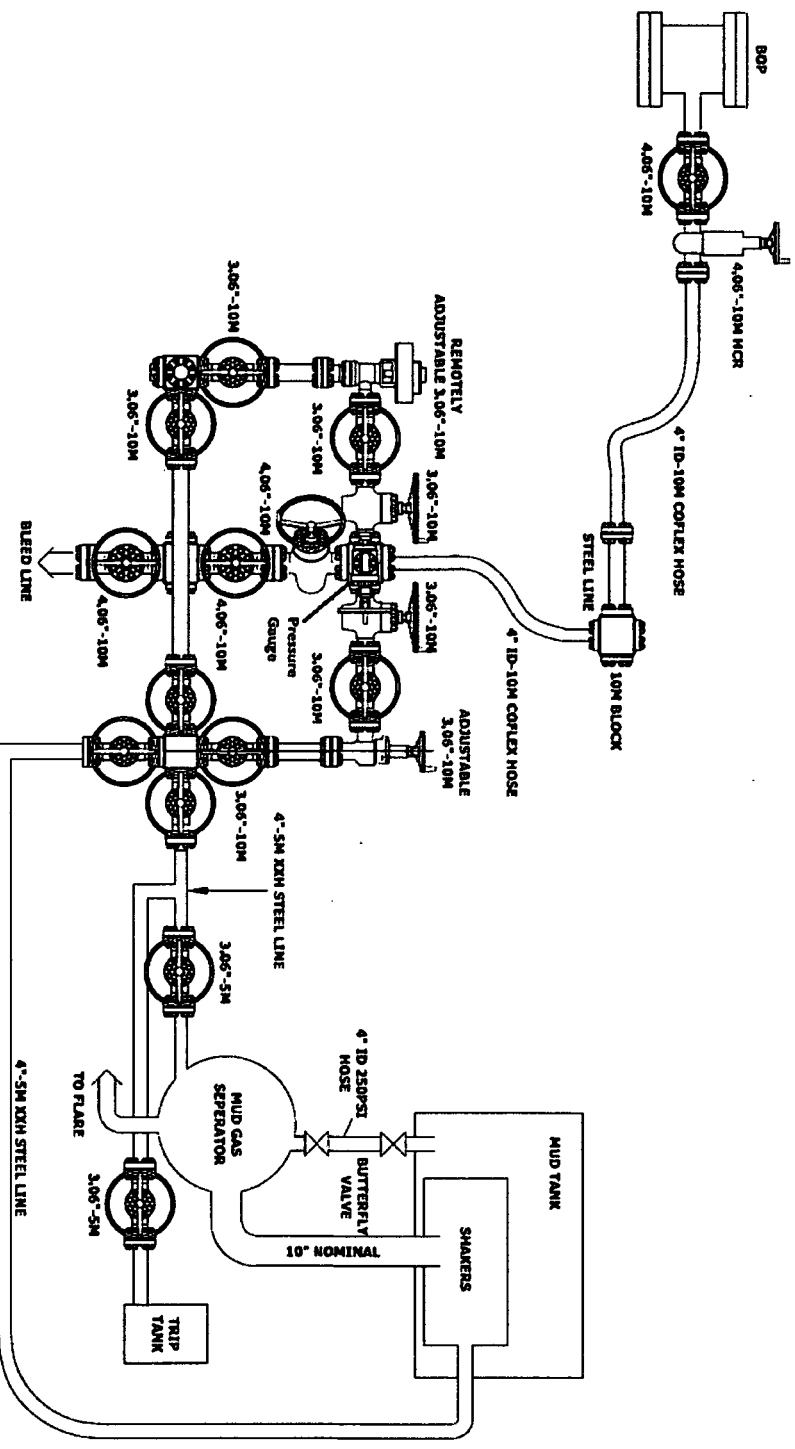 BOP
4.06"-10M
4.06"-10M MCR
4" ID-10M COFLEX HOSE
STEEL LINE
10M BLOCK
4" ID-10M COFLEX HOSE
REMOTELY
ADJUSTABLE 3.06"-10M
3.06"-10M
3.06"-10M
3.06"-10M
3.06"-10M
3.06"-10M
4.06"-10M
Pressure
Gauge
3.06"-10M
3.06"-10M
ADJUSTABLE
3.06"-10M
4.06"-10M
4.06"-10M
BLEED LINE
3.06"-10M
4"-5M XXH STEEL LINE
3.06"-5M
MUD GAS
SEPERATOR
TO FLARE
4" ID 250PSI
HOSE
BUTTERFLY
VALVE
MUD TANK
SHAKERS
10" NOMINAL
3.06"-5M
TRIP
TANK
4"-5M XXH STEEL LINE